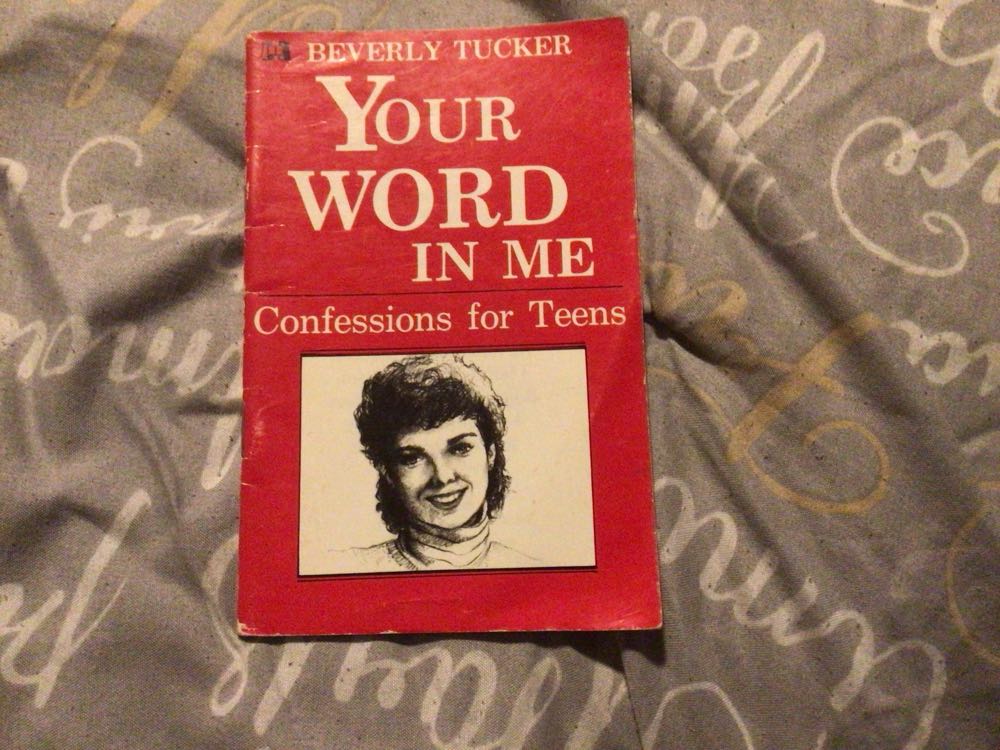 BEVERLY TUCKER
YOUR
WORD
IN ME
Confessions for Teens